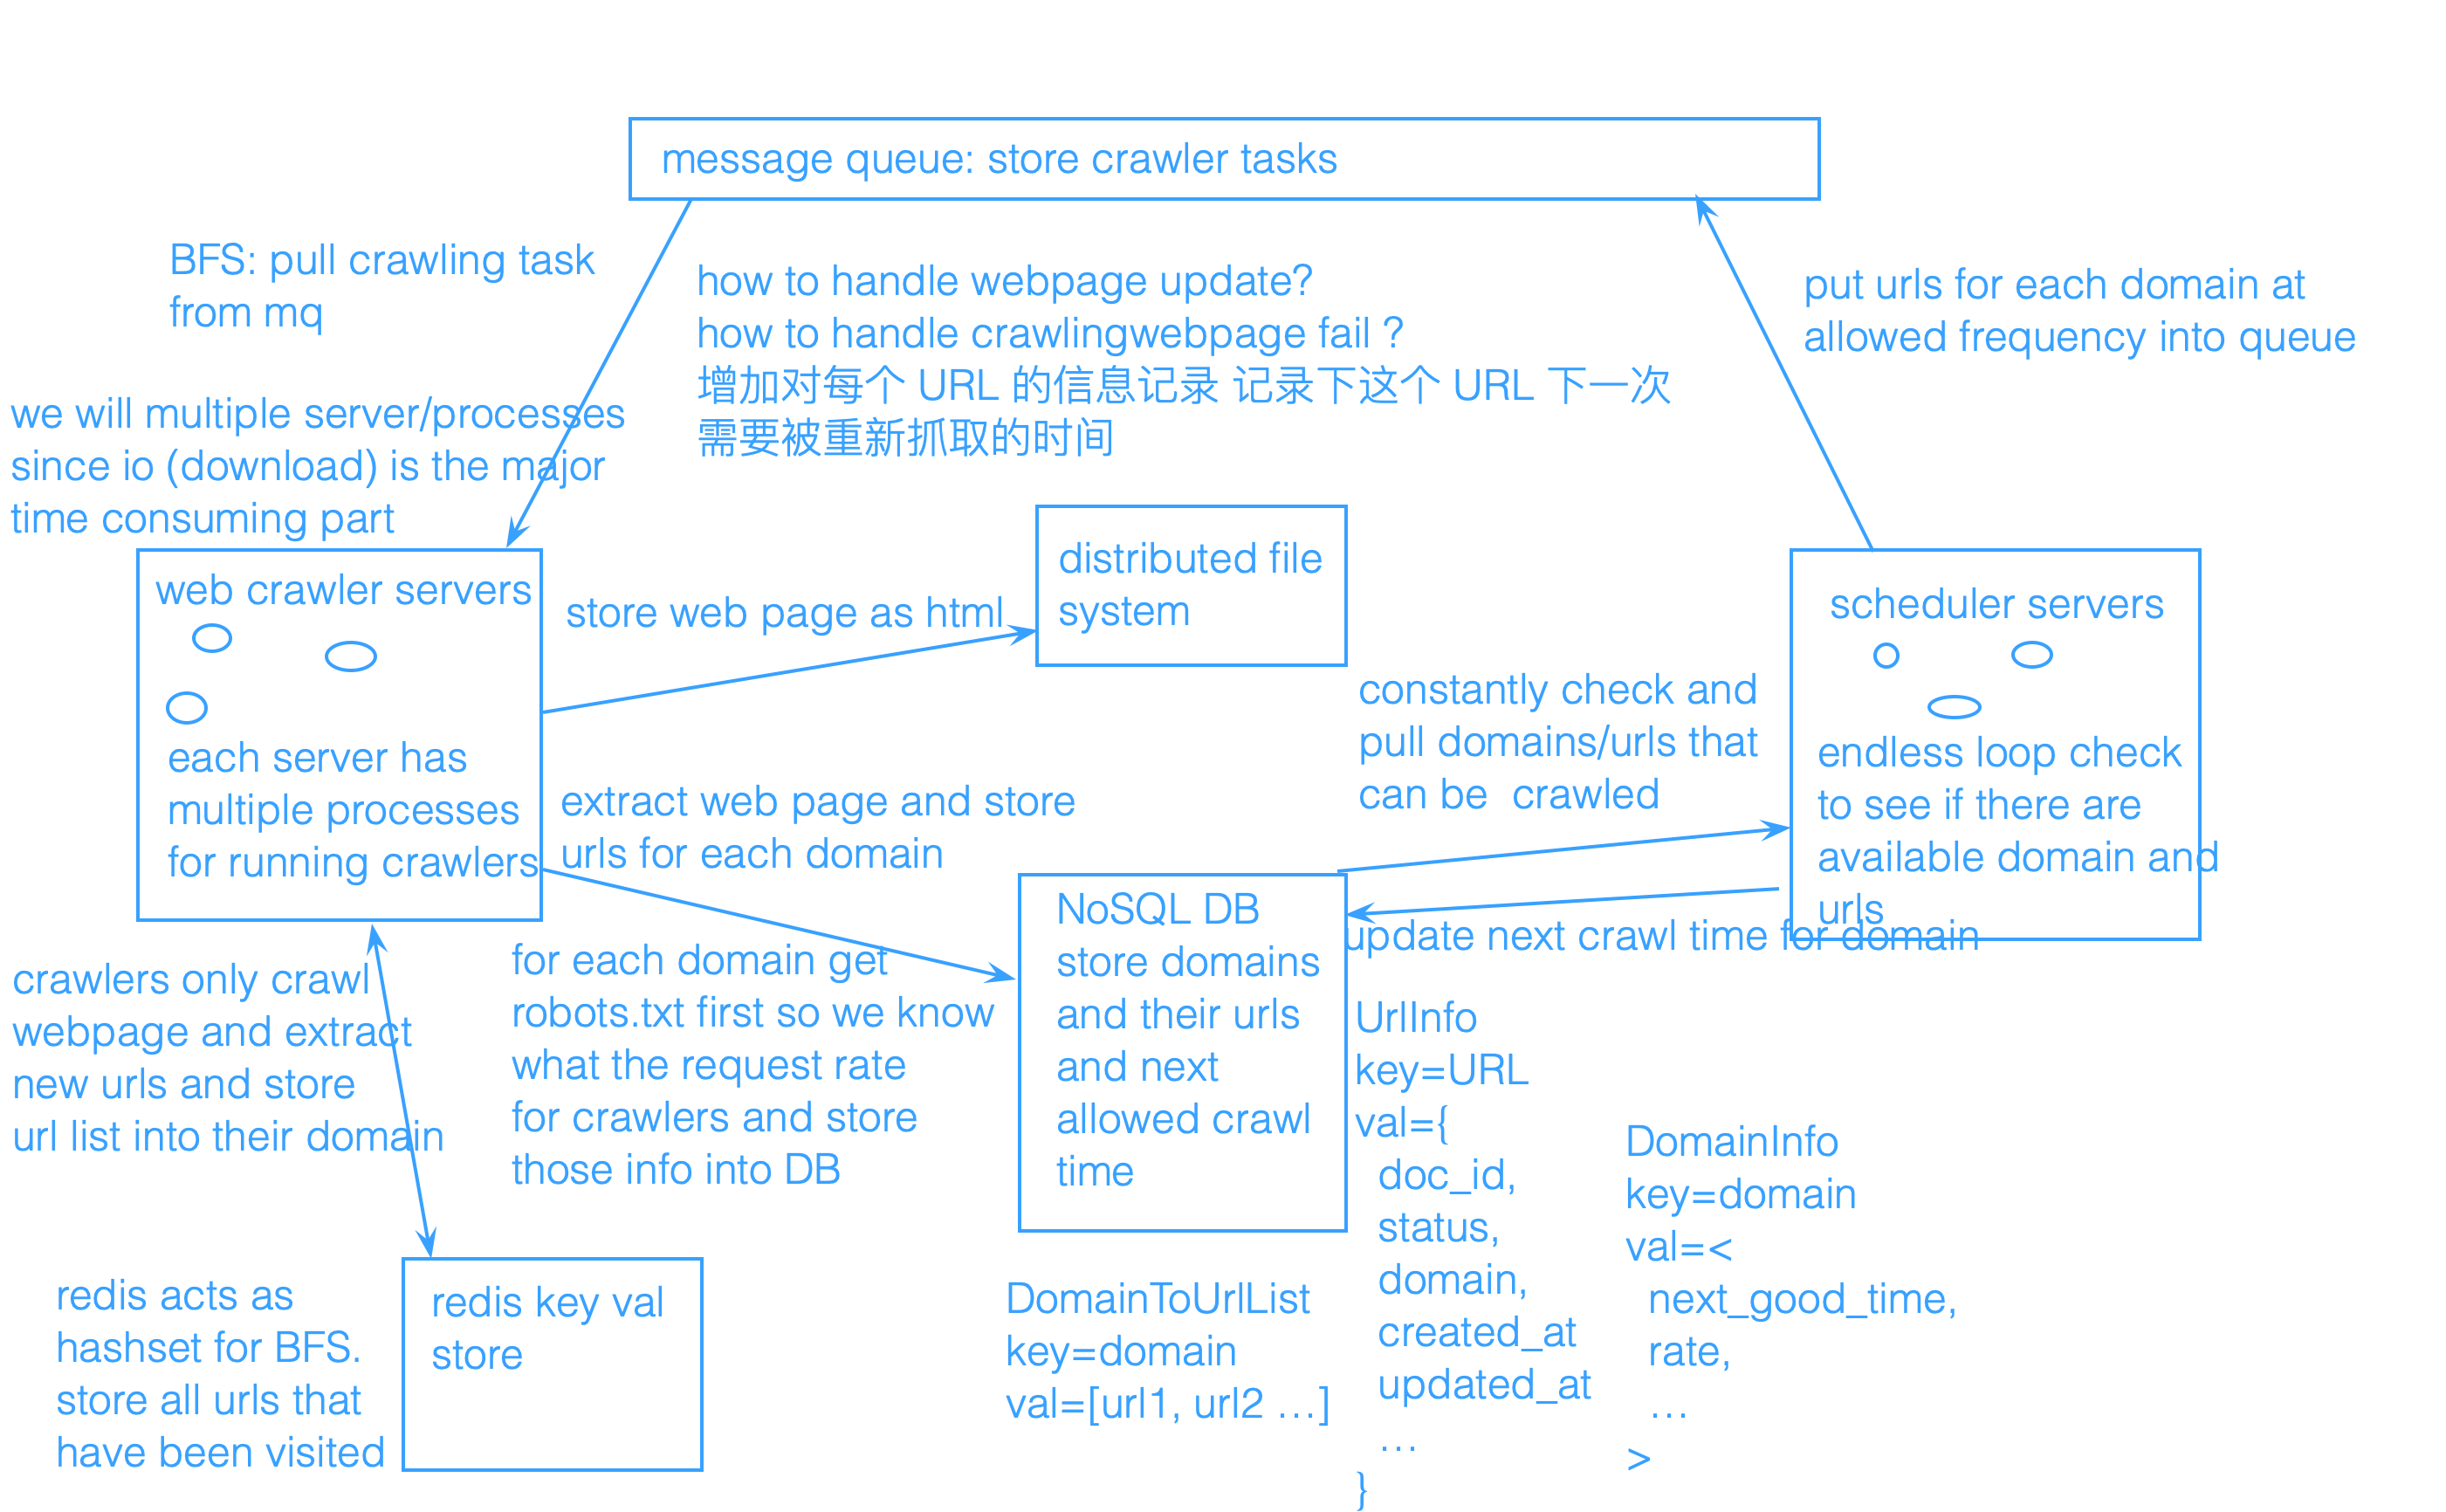 message queue: store crawler tasks
BFS: pull crawling task
from mq
how to handle webpage update?
how to handle crawlingwebpage fail ?
增加对每个 URL 的信息记录 记录下这个 URL 下一次
需要被重新抓取的时间
put urls for each domain at
allowed frequency into queue
we will multiple server/processes
since io (download) is the major
time consuming part
web crawler servers
each server has
multiple processes
for running crawlers
store web page as html
distributed file
system
scheduler servers
endless loop check
to see if there are
available domain and
urls
constantly check and
pull domains/urls that
can be  crawled
extract web page and store
urls for each domain
update next crawl time for domain
NoSQL DB
store domains
and their urls
and next
allowed crawl
time
for each domain get
robots.txt first so we know
what the request rate
for crawlers and store
those info into DB
crawlers only crawl
webpage and extract
new urls and store
url list into their domain
redis acts as
hashset for BFS.
store all urls that
have been visited
redis key val
store
DomainToUrlList
key=domain
val=[url1, url2 …]
UrlInfo
key=URL
val={
doc_id,
status,
domain,
created_at
updated_at
…
}
DomainInfo
key=domain
val=<
next_good_time,
rate,
…
>